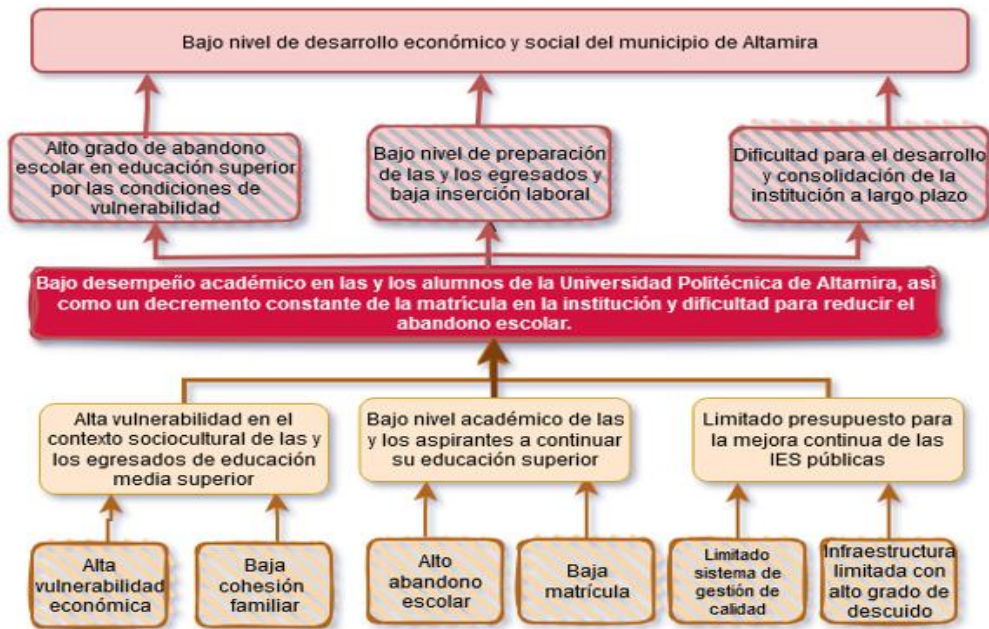 Bajo nivel de desarrollo económico y social del municipio de Altamira
Alto grado de abandono
escolar en educación superior
por las condiciones de
vulnerabilidad
Bajo nivel de preparación
de las y los egresados y
baja inserción laboral
Dificultad para el desarrollo
y consolidación de la
institución a largo plazo
Bajo desempeño académico en las y los alumnos de la Universidad Politécnica de Altamira, así
como un decremento constante de la matrícula en la institución y dificultad para reducir el
abandono escolar.
Alta vulnerabilidad en el
contexto sociocultural de las y
los egresados de educación
media superior
Bajo nivel académico de las
y los aspirantes a continuar
su educación superior
Limitado presupuesto para
la mejora continua de las
IES públicas
Alta
vulnerabilidad
económica
Baja
cohesión
familiar
Alto
abandono
escolar
Baja
matrícula
Limitado
sistema de
gestión de
calidad
Infraestructura
limitada con
alto grado de
descuido